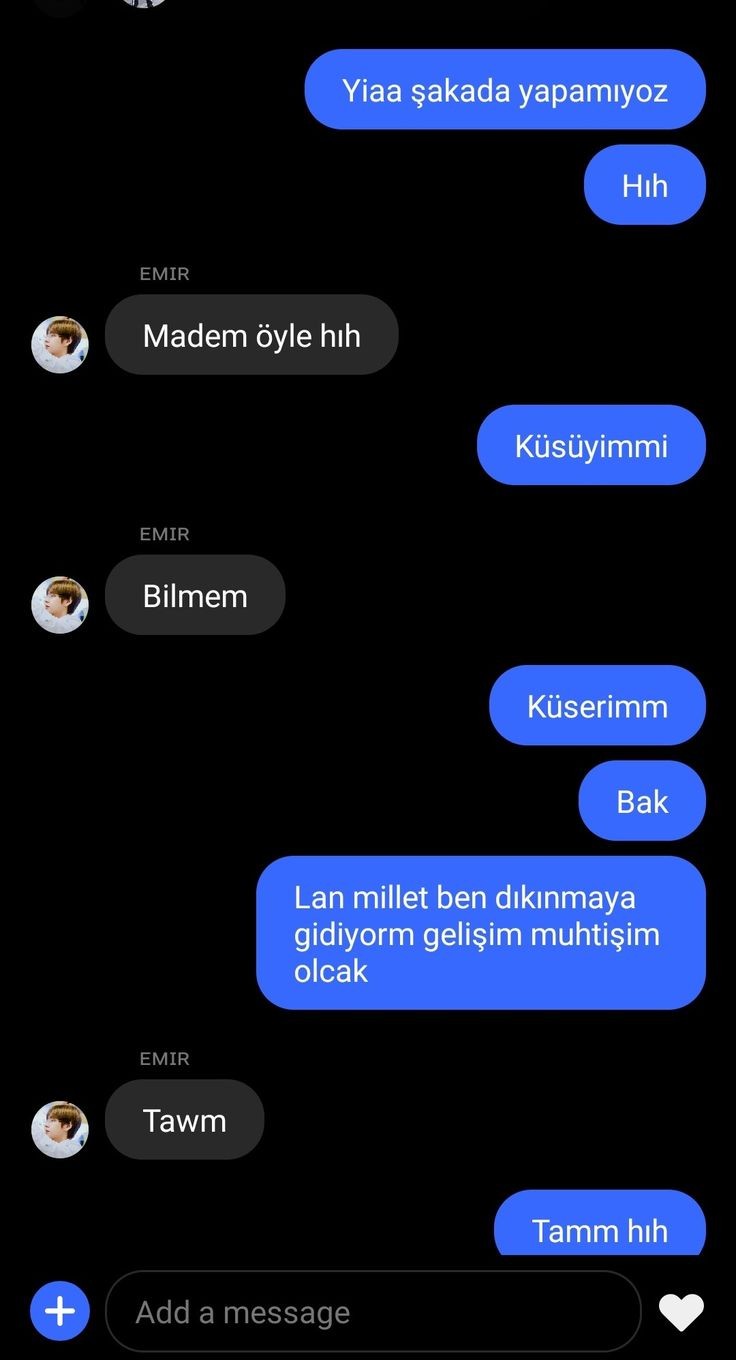 Yiaa şakada yapamıyoz
Hıh
EMIR
Madem öyle hıh
Küsüyimmi
EMIR
Bilmem
Küserimm
Bak
Lan millet ben dıkınmaya
gidiyorm gelişim muhtişim
olcak
EMIR
Tawm
Tamm hıh
Add a message